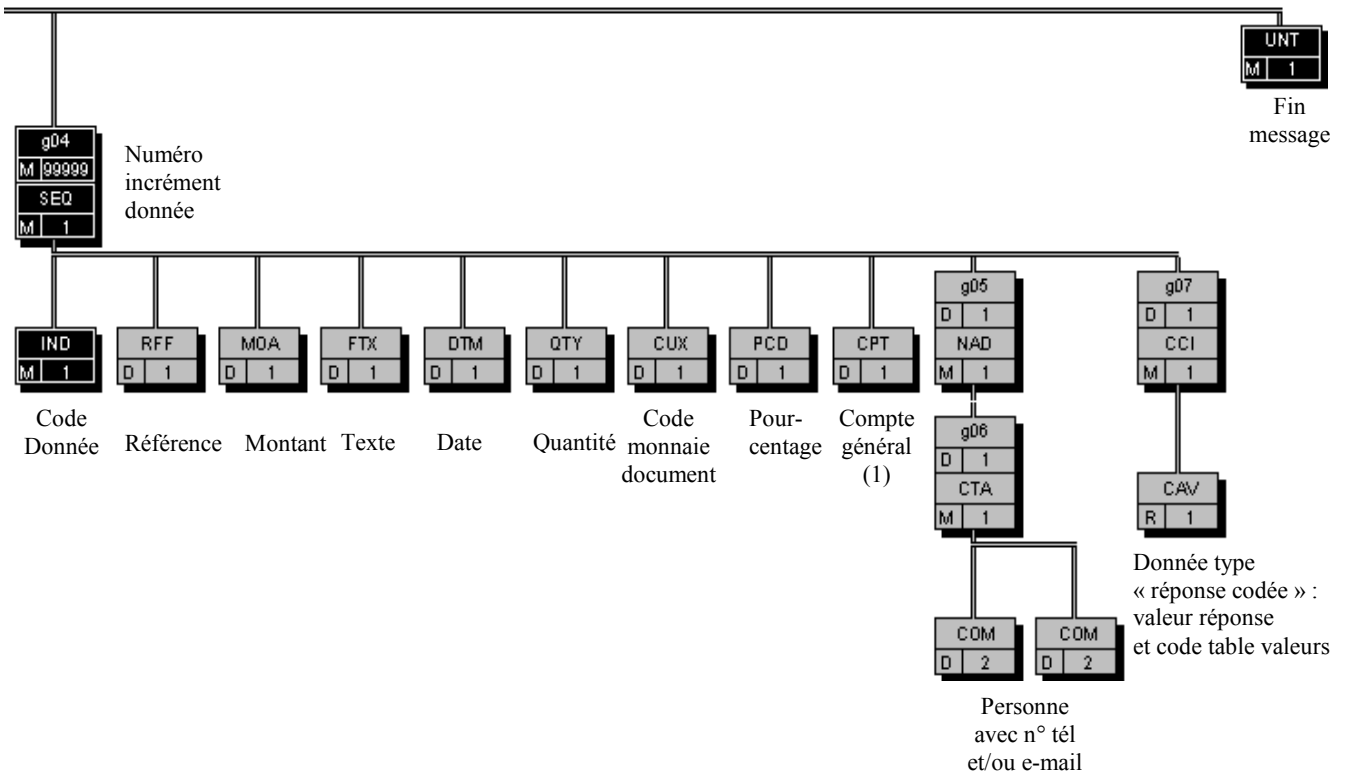 UNT
M 1
Fin
message
g04
M 99999
SEQ
M 1
Numéro
incrément
donnée
IND
M 1
Code
Donnée
RFF
D 1
Référence
MOA
D 1
Montant
FTX
D 1
Texte
DTM
D 1
Date
QTY
D 1
Quantité
CUX
D 1
Code
monnaie
document
PCD
D 1
Pour-
centage
CPT
D 1
Compte
général
(1)
g05
D 1
NAD
M 1
g06
D 1
CTA
M 1
COM
D 2
COM
D 2
Personne
avec n° tél
et/ou e-mail
g07
D 1
CCI
M 1
CAV
R 1
Donnée type
« réponse codée » :
valeur réponse
et code table valeurs